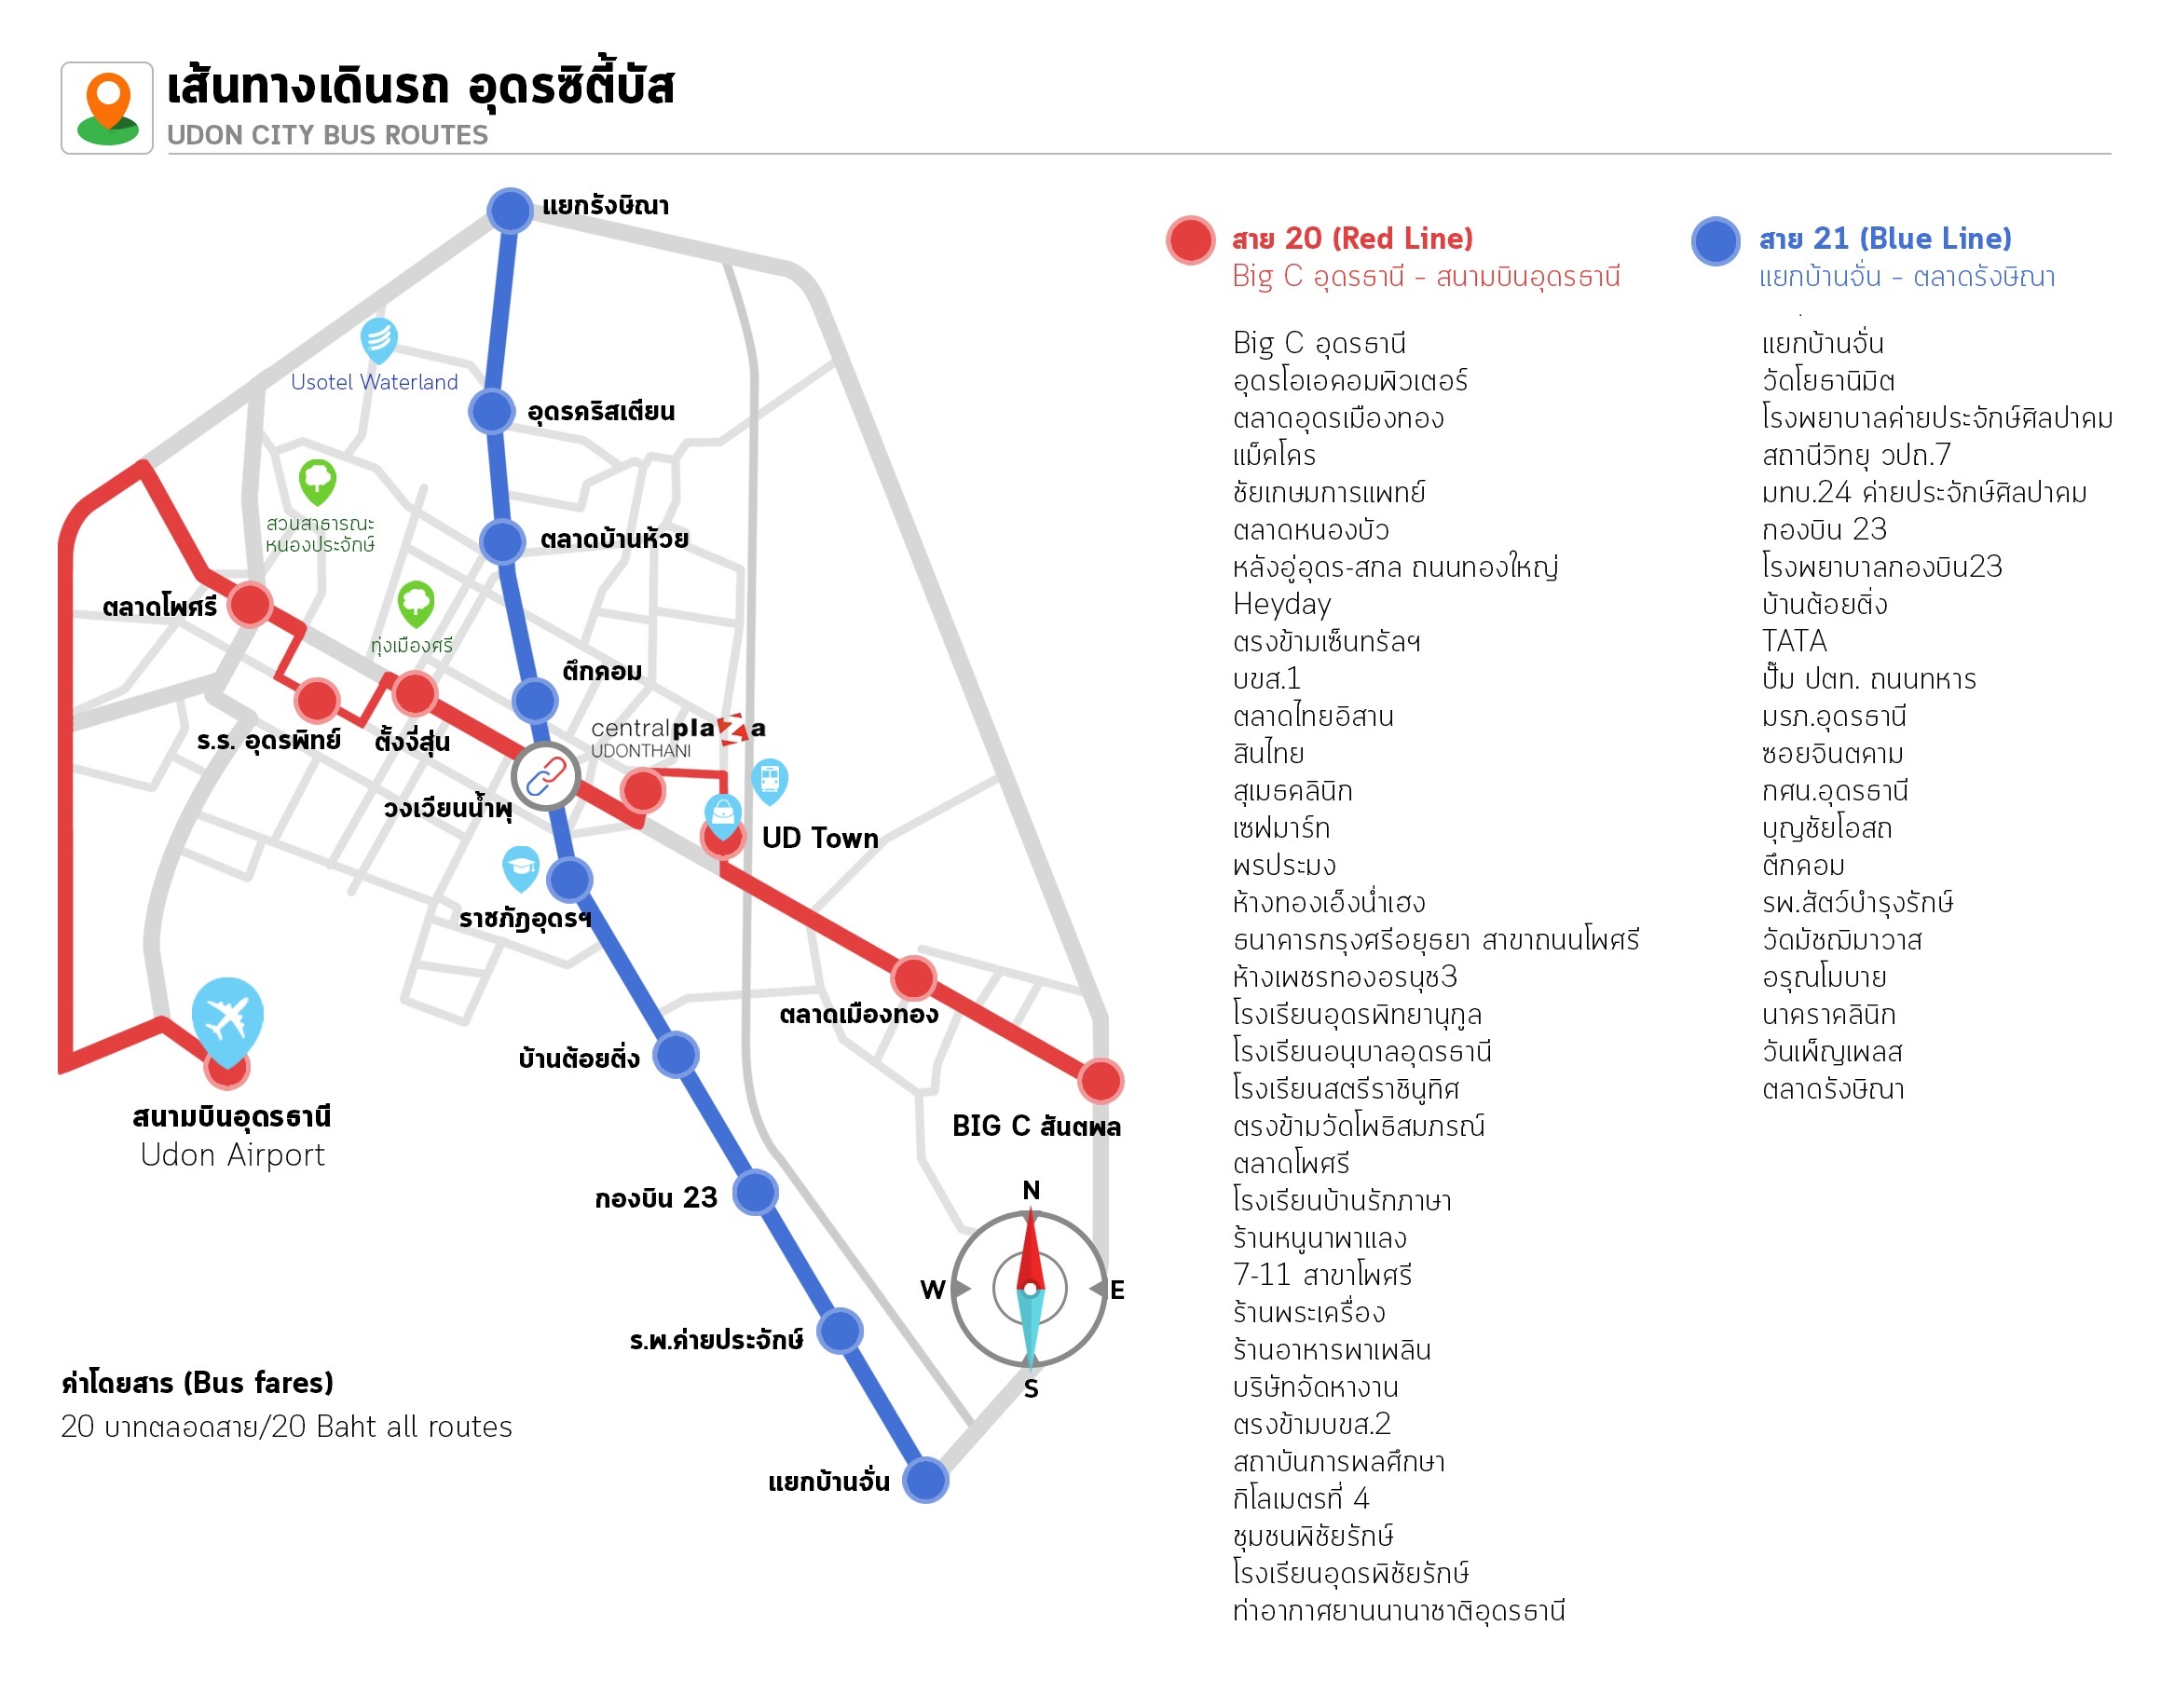 เส้นทางเดินรถ อุดรซิตี้บัส
UDON CITY BUS ROUTES
แยกรังษิณา
Usotel Waterland
อุดรคริสเตียน
สวนสาธารณะ
หนองประจักษ์
ตลาดบ้านห้วย
ตลาดโพศรี
ทุ่งเมืองศรี
ตึกคอม
centralplaza
UDONTHANI
ร.ร. อุดรพิทย์
ตั้งงี่สุ่น
วงเวียนน้ำพุ
UD Town
ราชภัฏอุดรฯ
ตลาดเมืองทอง
บ้านต้อยติ่ง
สนามบินอุดรธานี
Udon Airport
BIG C สันตพล
กองบิน 23
N
W
E
S
ร.พ.ค่ายประจักษ์
แยกบ้านจั่น
ค่าโดยสาร (Bus fares)
20 บาทตลอดสาย/20 Baht all routes
สาย 20 (Red Line)
Big C อุดรธานี - สนามบินอุดรธานี
Big C อุดรธานี
อุดรโอเอคอมพิวเตอร์
ตลาดอุดรเมืองทอง
แม็คโคร
ชัยเกษมการแพทย์
ตลาดหนองบัว
หลังอู่อุดร-สกล ถนนทองใหญ่
Heyday
ตรงข้ามเซ็นทรัลฯ
บขส.1
ตลาดไทยอิสาน
สินไทย
สุเมธคลินิก
เซฟมาร์ท
พรประมง
ห้างทองเอ็งน่ำเฮง
ธนาคารกรุงศรีอยุธยา สาขาถนนโพศรี
ห้างเพชรทองอรนุช3
โรงเรียนอุดรพิทยานุกูล
โรงเรียนอนุบาลอุดรธานี
โรงเรียนสตรีราชินูทิศ
ตรงข้ามวัดโพธิสมภรณ์
ตลาดโพศรี
โรงเรียนบ้านรักภาษา
ร้านหนูนาพาแลง
7-11 สาขาโพศรี
ร้านพระเครื่อง
ร้านอาหารพาเพลิน
บริษัทจัดหางาน
ตรงข้ามบขส.2
สถาบันการพลศึกษา
กิโลเมตรที่ 4
ชุมชนพิชัยรักษ์
โรงเรียนอุดรพิชัยรักษ์
ท่าอากาศยานนานาชาติอุดรธานี
สาย 21 (Blue Line)
แยกบ้านจั่น - ตลาดรังษิณา
แยกบ้านจั่น
วัดโยธานิมิต
โรงพยาบาลค่ายประจักษ์ศิลปาคม
สถานีวิทยุ วปถ.7
มทบ.24 ค่ายประจักษ์ศิลปาคม
กองบิน 23
โรงพยาบาลกองบิน23
บ้านต้อยติ่ง
TATA
ปั๊ม ปตท. ถนนทหาร
มรภ.อุดรธานี
ซอยจินตคาม
กศน.อุดรธานี
บุญชัยโอสถ
ตึกคอม
รพ.สัตว์บำรุงรักษ์
วัดมัชฌิมาวาส
อรุณโมบาย
นาคราคลินิก
วันเพ็ญเพลส
ตลาดรังษิณา